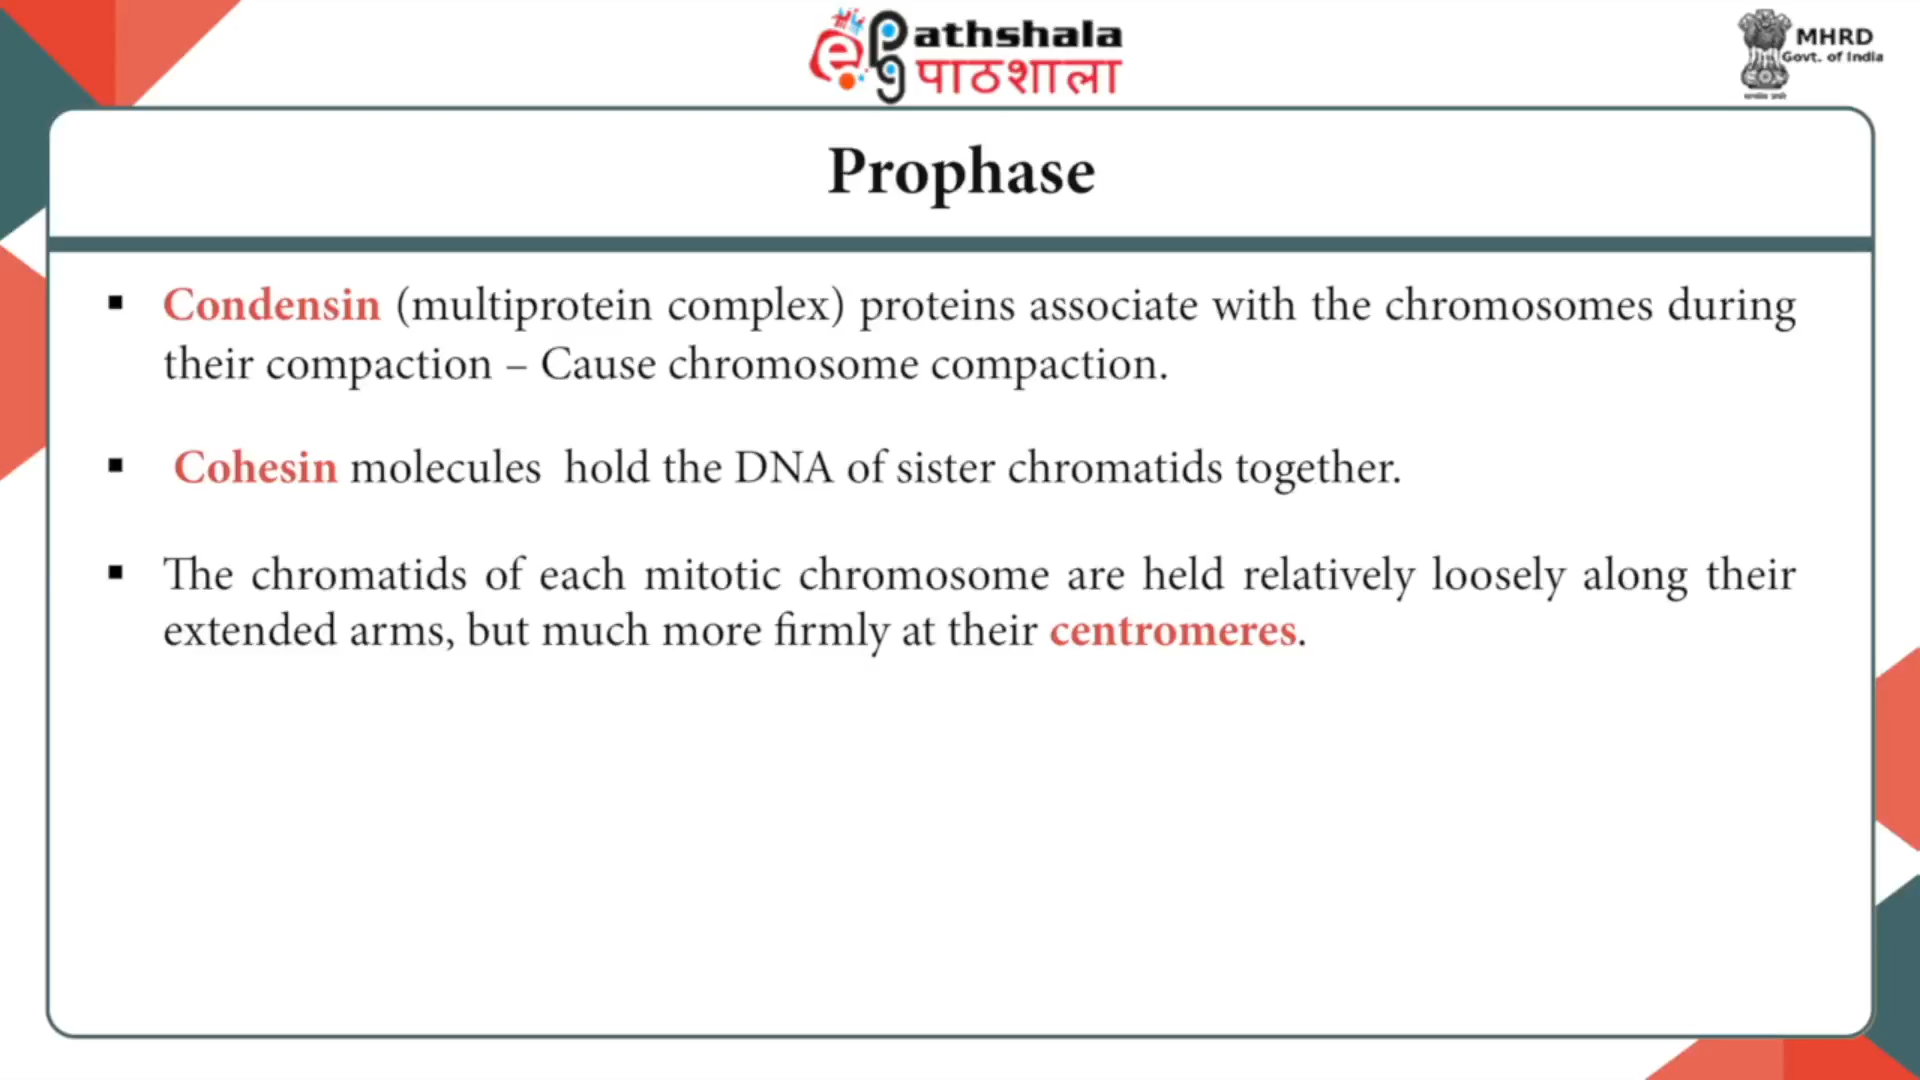 ePG Pathshala
पाठशाला
MHRD
Govt. of India
Prophase
▪ Condensin (multiprotein complex) proteins associate with the chromosomes during
their compaction – Cause chromosome compaction.
▪ Cohesin molecules hold the DNA of sister chromatids together.
▪ The chromatids of each mitotic chromosome are held relatively loosely along their
extended arms, but much more firmly at their centromeres.